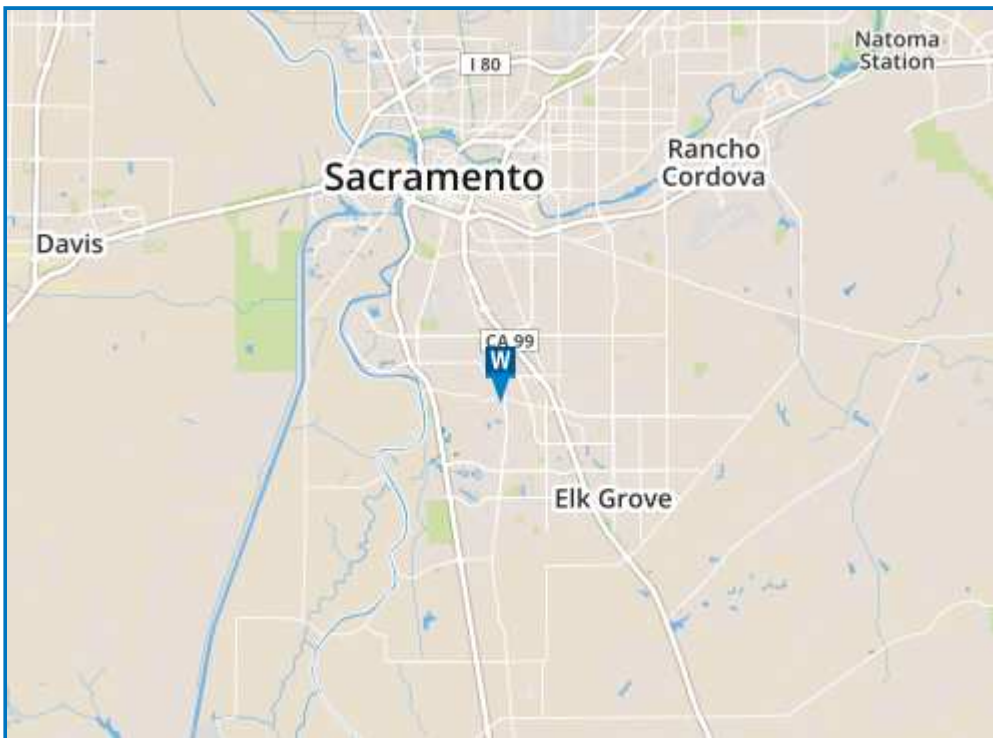 Natoma
Station
I 80
Rancho
Cordova
Sacramento
Davis
CA 99
W
Elk Grove